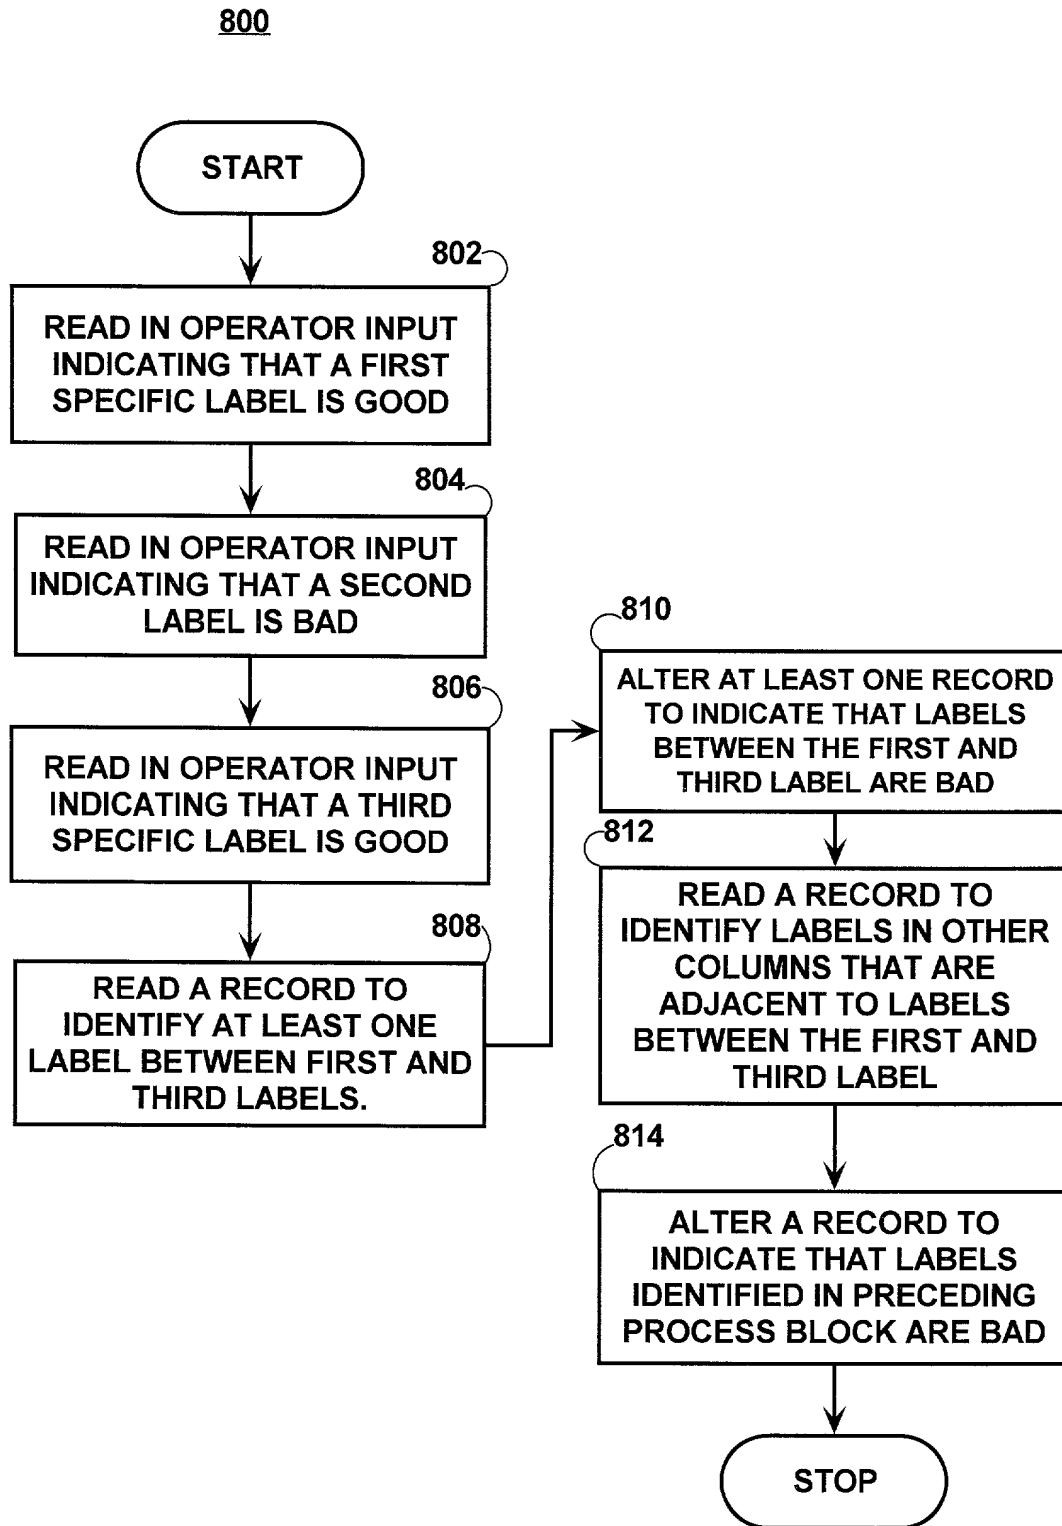 800
START
802
READ IN OPERATOR INPUT
INDICATING THAT A FIRST
SPECIFIC LABEL IS GOOD
804
READ IN OPERATOR INPUT
INDICATING THAT A SECOND
LABEL IS BAD
806
READ IN OPERATOR INPUT
INDICATING THAT A THIRD
SPECIFIC LABEL IS GOOD
808
READ A RECORD TO
IDENTIFY AT LEAST ONE
LABEL BETWEEN FIRST AND
THIRD LABELS.
810
ALTER AT LEAST ONE RECORD
TO INDICATE THAT LABELS
BETWEEN THE FIRST AND
THIRD LABEL ARE BAD
812
READ A RECORD TO
IDENTIFY LABELS IN OTHER
COLUMNS THAT ARE
ADJACENT TO LABELS
BETWEEN THE FIRST AND
THIRD LABEL
814
ALTER A RECORD TO
INDICATE THAT LABELS
IDENTIFIED IN PRECEDING
PROCESS BLOCK ARE BAD
STOP